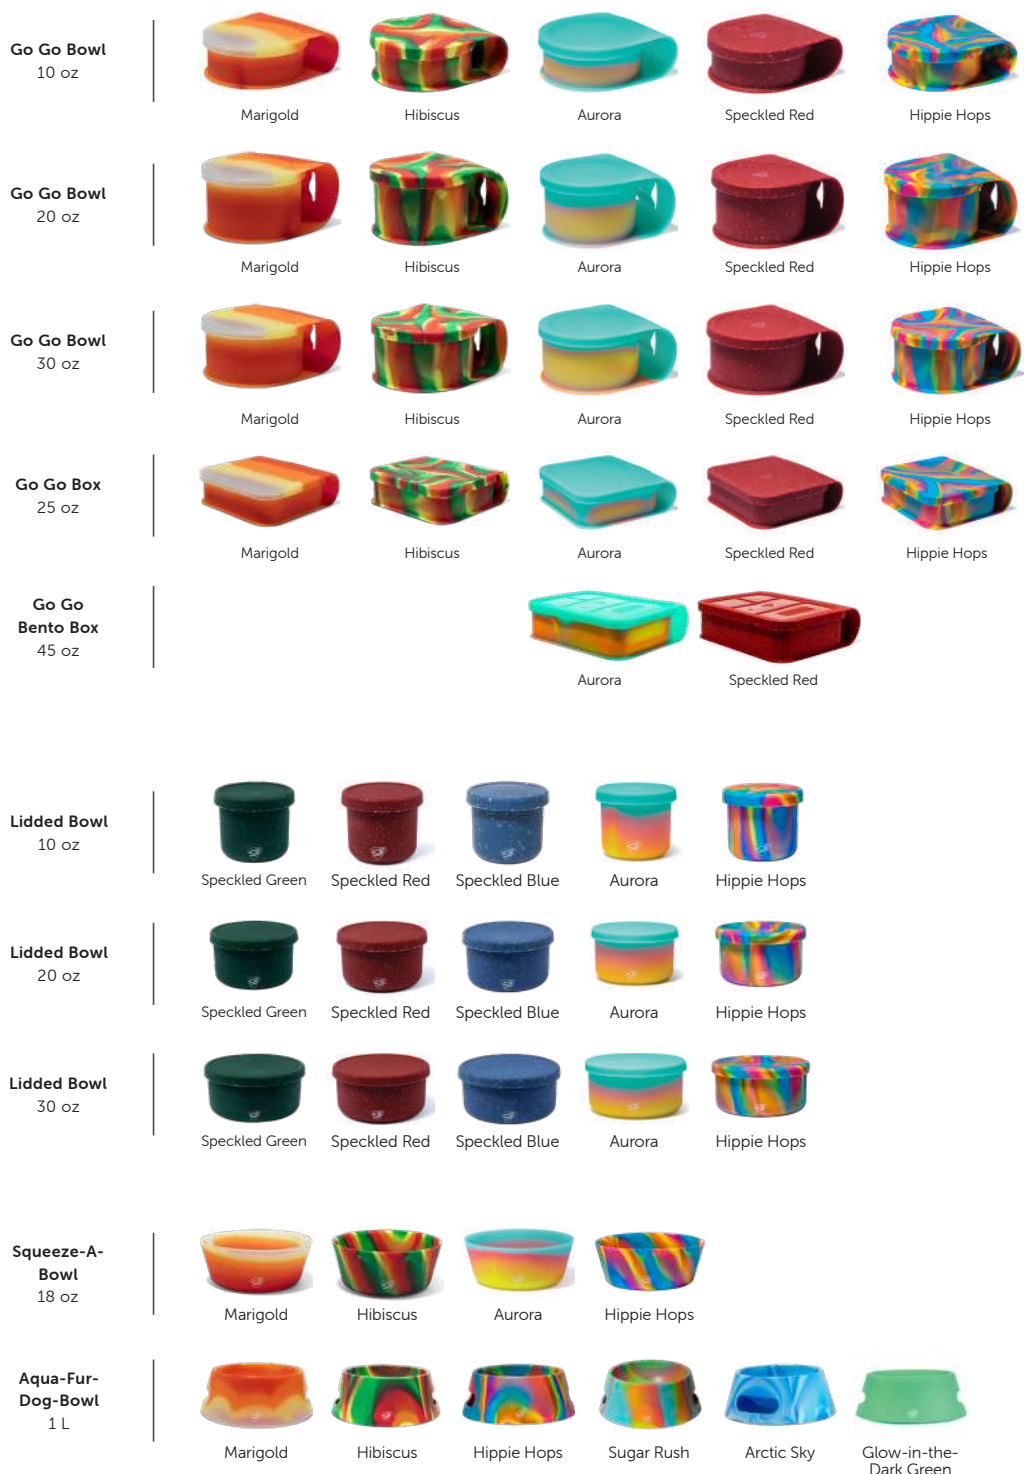 Go Go Bowl
10 oz
Marigold
Hibiscus
Aurora
Speckled Red
Hippie Hops
Go Go Bowl
20 oz
Marigold
Hibiscus
Aurora
Speckled Red
Hippie Hops
Go Go Bowl
30 oz
Marigold
Hibiscus
Aurora
Speckled Red
Hippie Hops
Go Go Box
25 oz
Marigold
Hibiscus
Aurora
Speckled Red
Hippie Hops
Go Go
Bento Box
45 oz
Aurora
Speckled Red
Lidded Bowl
10 oz
Speckled Green
Speckled Red
Speckled Blue
Aurora
Hippie Hops
Lidded Bowl
20 oz
Speckled Green
Speckled Red
Speckled Blue
Aurora
Hippie Hops
Lidded Bowl
30 oz
Speckled Green
Speckled Red
Speckled Blue
Aurora
Hippie Hops
Squeeze-A-
Bowl
18 oz
Marigold
Hibiscus
Aurora
Hippie Hops
Aqua-Fur-
Dog-Bowl
1 L
Marigold
Hibiscus
Hippie Hops
Sugar Rush
Arctic Sky
Glow-in-the-
Dark Green